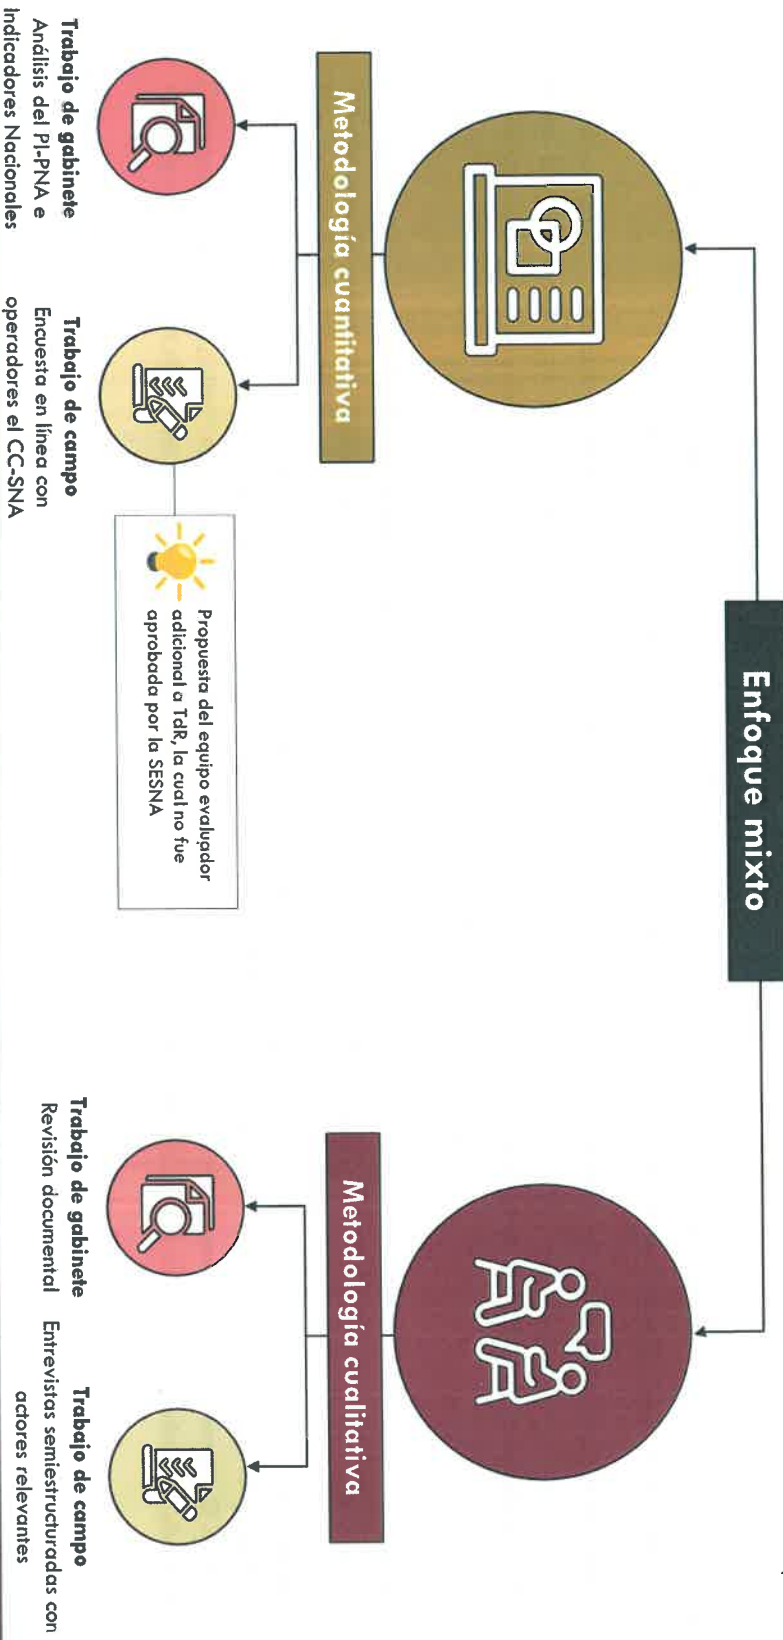 Enfoque mixto
Metodología cuantitativa
Trabajo de gabinete
Análisis del PI-PNA e
Indicadores Nacionales
Trabajo de campo
Encuesta en línea con
operadores el CC-SNA
Propuesta del equipo evaluador
adicional a TdR, la cual no fue
aprobada por la SESNA
Metodología cualitativa
Trabajo de gabinete
Revisión documental
Trabajo de campo
Entrevistas semiestructuradas con
actores relevantes